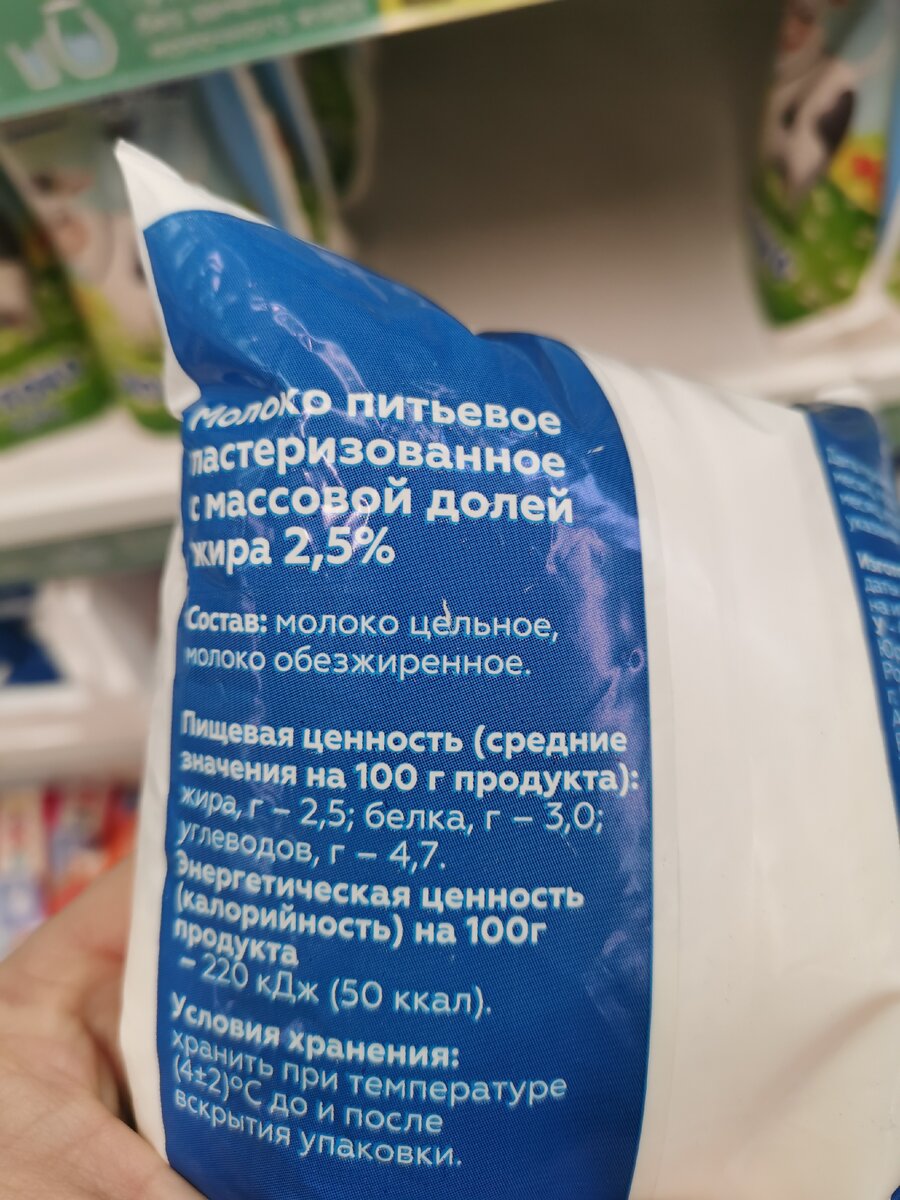 Молоко питьевое
пастеризованное
с массовой долей
жира 2,5%
Состав: молоко цельное,
молоко обезжиренное.
Пищевая ценность (средние
значения на 100 г продукта):
жира, г – 2,5; белка, г – 3,0;
углеводов, г – 4,7.
Энергетическая ценность
(калорийность) на 100г
продукта
– 220 кДж (50 ккал).
Условия хранения:
хранить при температуре
(4±2)°С до и после
вскрытия упаковки.